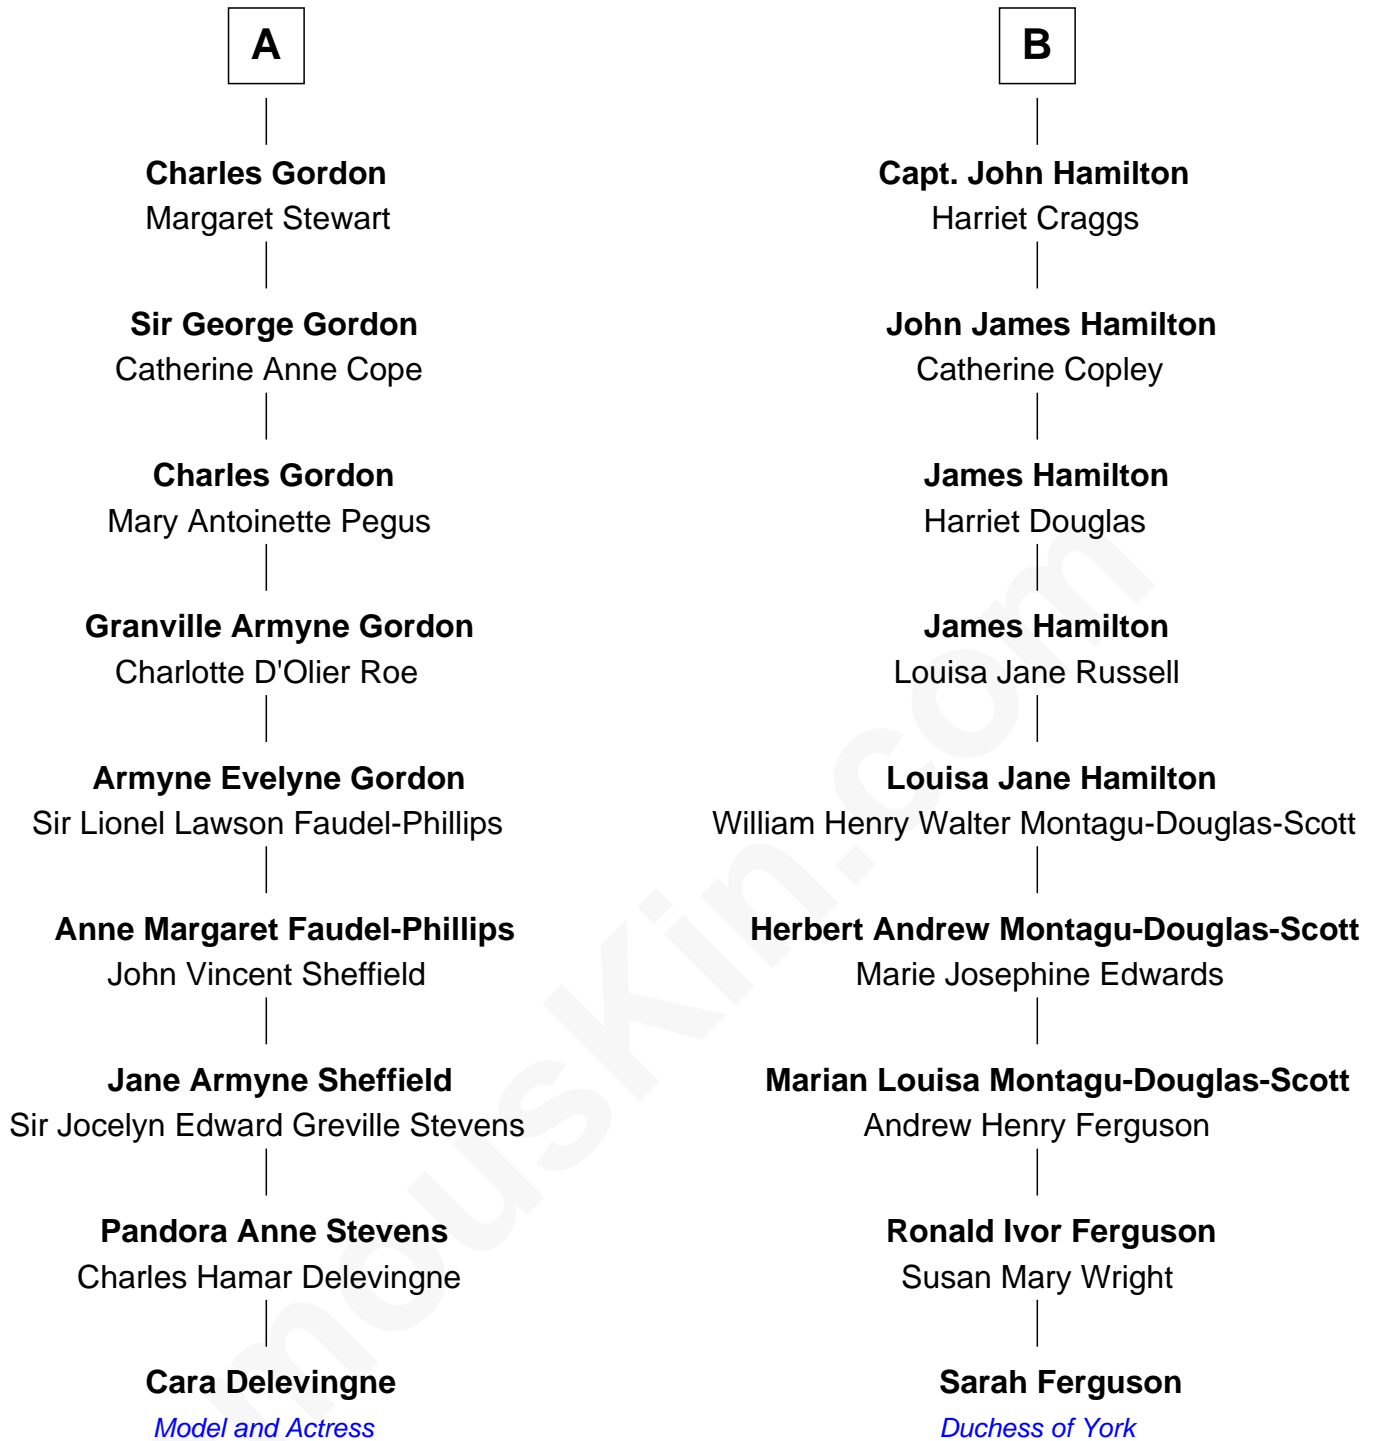 A
Charles Gordon
Margaret Stewart
Sir George Gordon
Catherine Anne Cope
Charles Gordon
Mary Antoinette Pegus
Granville Armyne Gordon
Charlotte D'Olier Roe
Armyne Evelyne Gordon
Sir Lionel Lawson Faudel-Phillips
Anne Margaret Faudel-Phillips
John Vincent Sheffield
Jane Armyne Sheffield
Sir Jocelyn Edward Greville Stevens
Pandora Anne Stevens
Charles Hamar Delevingne
Cara Delevingne
Model and Actress
B
Capt. John Hamilton
Harriet Craggs
John James Hamilton
Catherine Copley
James Hamilton
Harriet Douglas
James Hamilton
Louisa Jane Russell
Louisa Jane Hamilton
William Henry Walter Montagu-Douglas-Scott
Herbert Andrew Montagu-Douglas-Scott
Marie Josephine Edwards
Marian Louisa Montagu-Douglas-Scott
Andrew Henry Ferguson
Ronald Ivor Ferguson
Susan Mary Wright
Sarah Ferguson
Duchess of York
mousKin.com